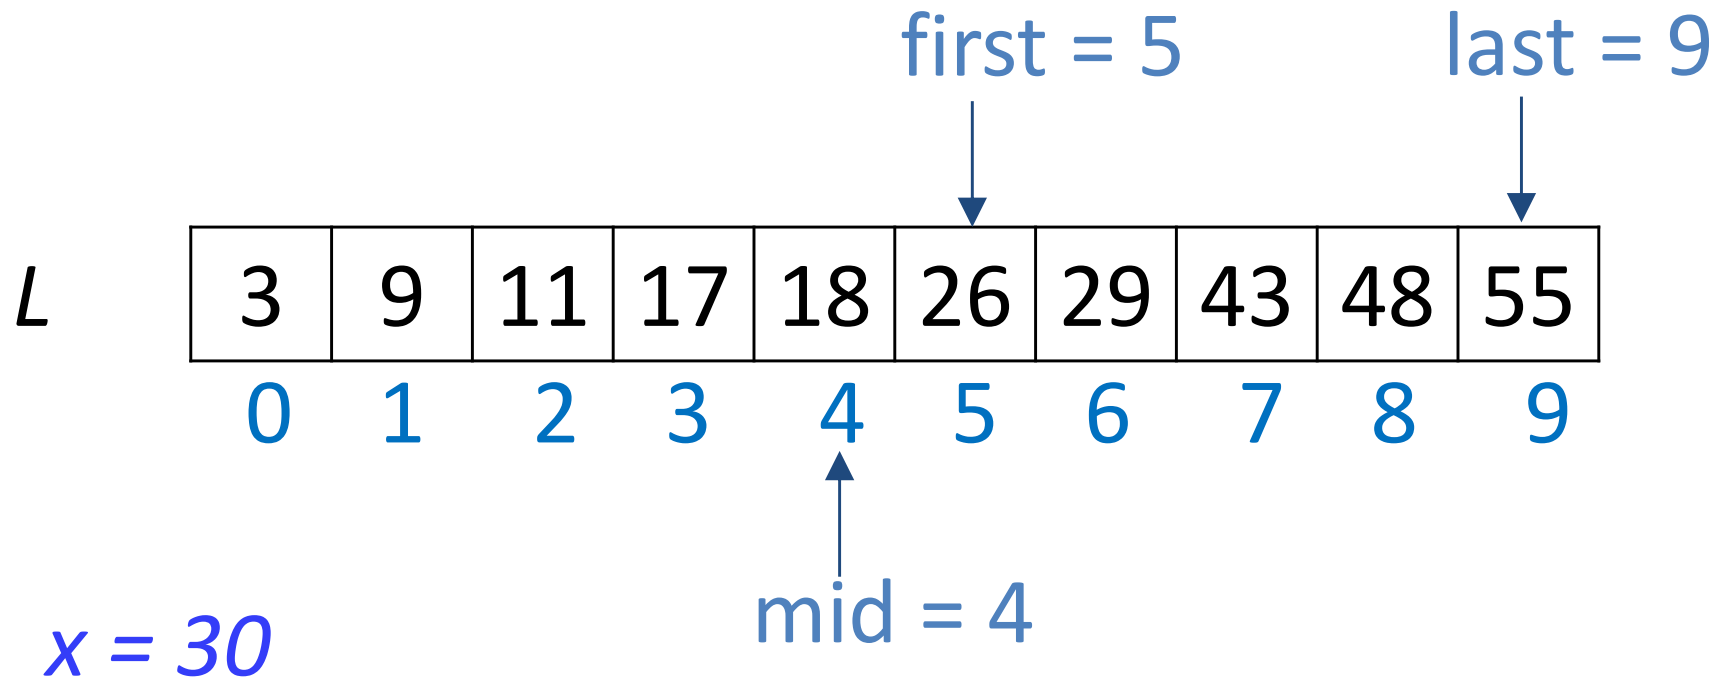 first = 5 last = 9
L 3 9 11 17 18 26 29 43 48 55
0 1 2 3 4 5 6 7 8 9
mid = 4
x = 30